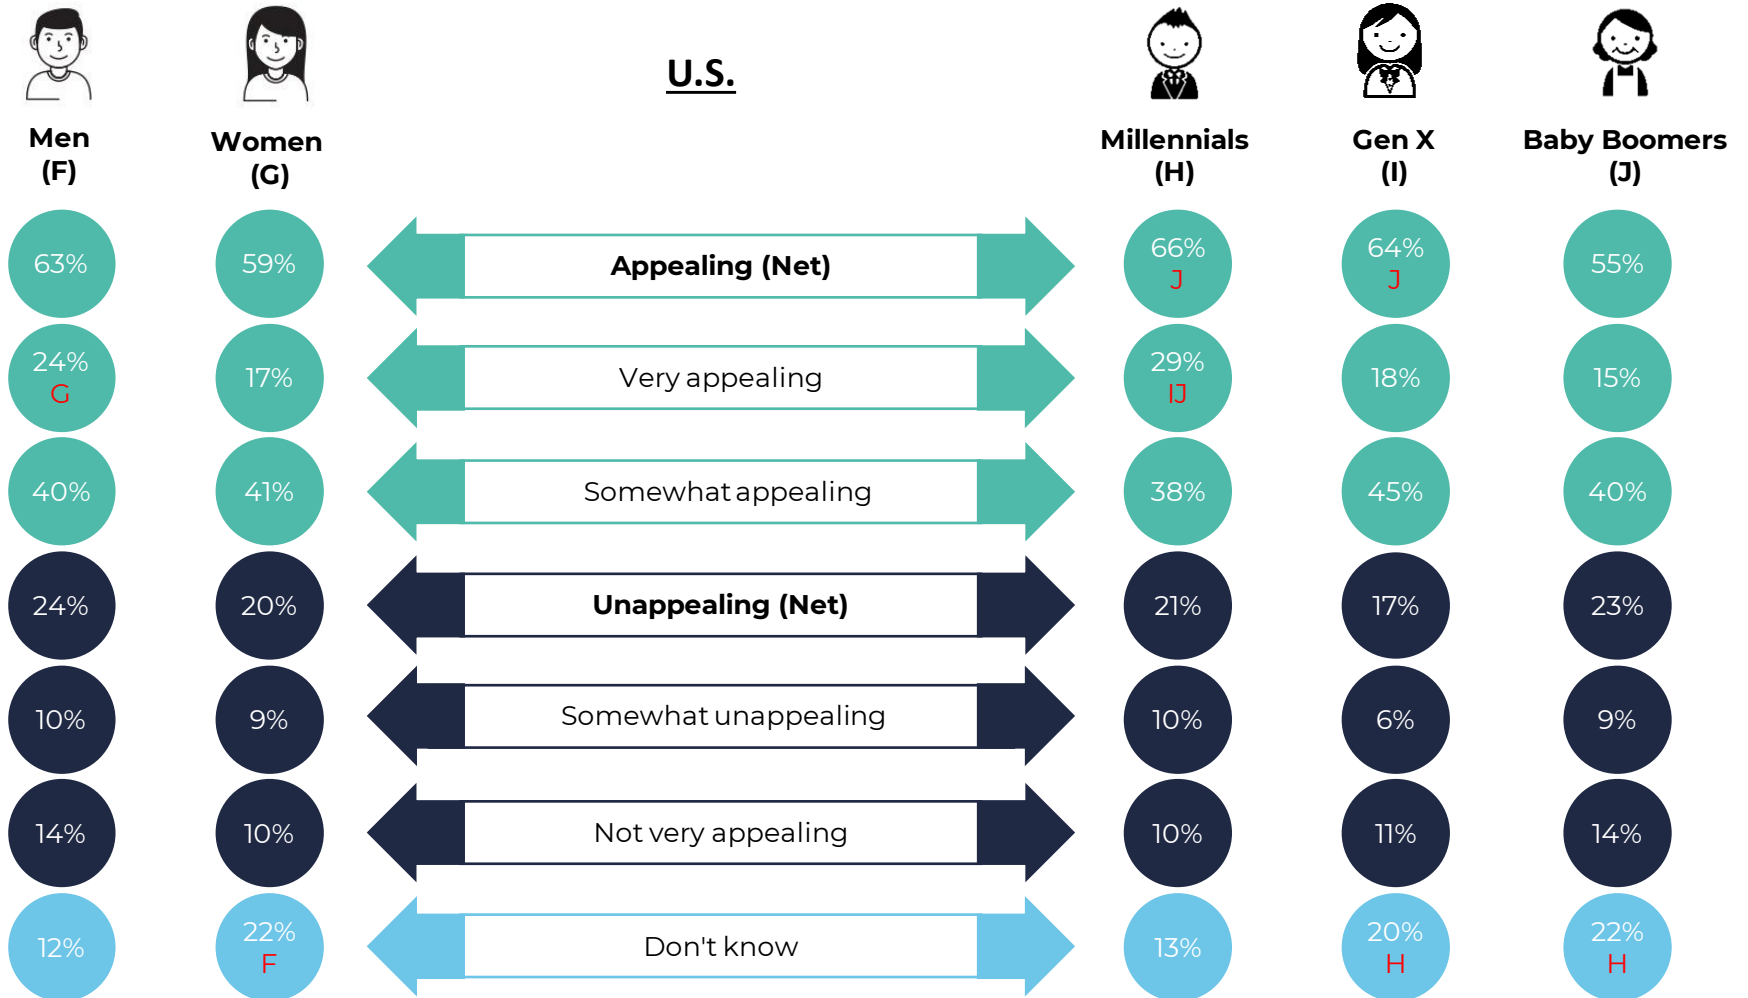 U.S.
Men
(F)
Women
(G)
Millennials
(H)
Gen X
(I)
Baby Boomers
(J)
63%
59%
Appealing (Net)
66%
J
64%
J
55%
24%
G
17%
Very appealing
29%
IJ
18%
15%
40%
41%
Somewhat appealing
38%
45%
40%
24%
20%
Unappealing (Net)
21%
17%
23%
10%
9%
Somewhat unappealing
10%
6%
9%
14%
10%
Not very appealing
10%
11%
14%
12%
22%
F
Don't know
13%
20%
H
22%
H